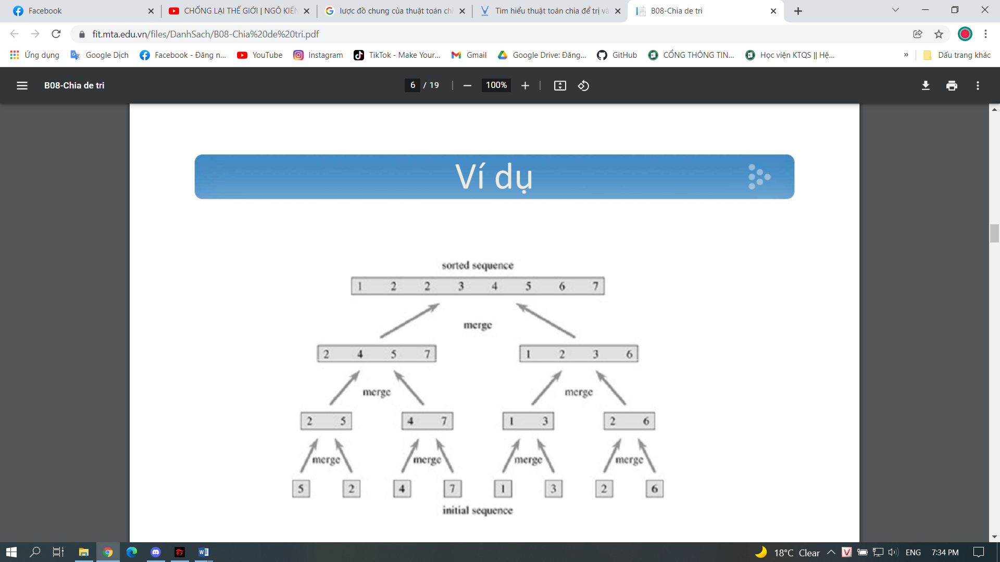 Facebook
CHỐNG LẠI THẾ GIỚI | NGÔ KIẾN
lược đồ chung của thuật toán chi
Tìm hiểu thuật toán chia để trị và
B08-Chia de tri
fit.mta.edu.vn/files/DanhSach/B08-Chia%20de%20tri.pdf
Ứng dụng
Google Dịch
Facebook - Đăng n...
YouTube
Instagram
TikTok - Make Your...
Gmail
Google Drive: Đăng...
GitHub
CỔNG THÔNG TIN...
Học viện KTQS || Hệ...
»
Dấu trang khác
B08-Chia de tri
6 / 19
100%
Ví dụ
sorted sequence
1 2 2 3 4 5 6 7
merge
2 4 5 7 1 2 3 6
merge merge
2 5 4 7 1 3 2 6
merge merge merge merge
5 2 4 7 1 3 2 6
initial sequence
18°C Clear
ENG
7:34 PM